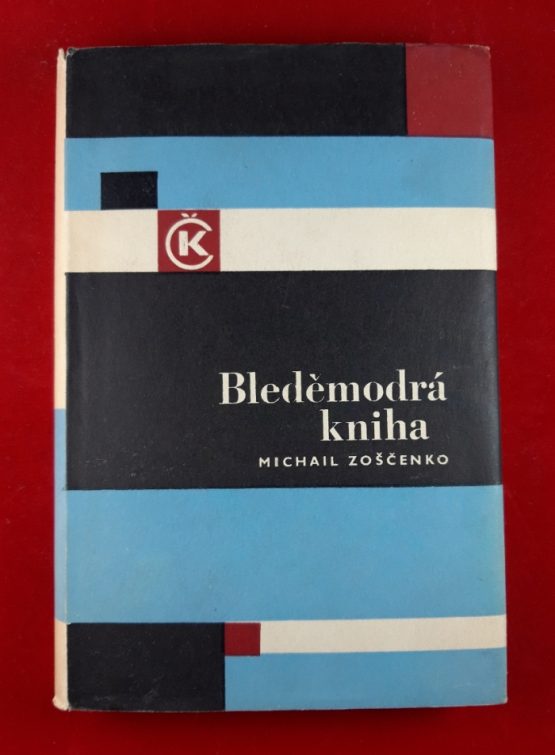 ČK
Bleděmodrá
kniha
MICHAIL ZOŠČENKO